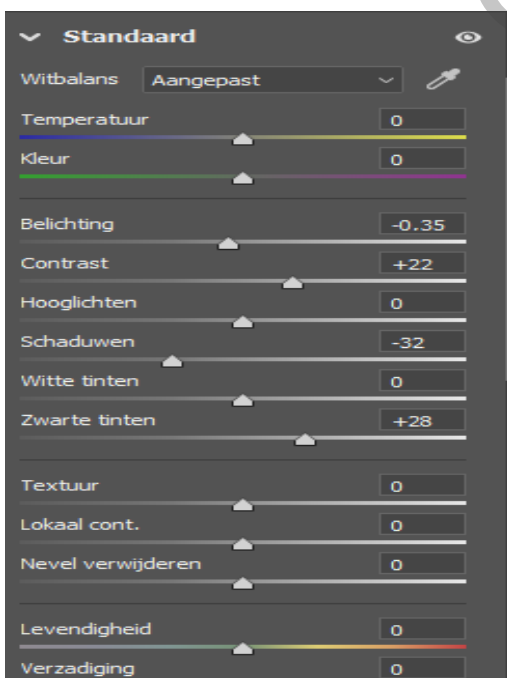 Standaard
Witbalans Aangepast
Temperatuur 0
Kleur 0
Belichting -0.35
Contrast +22
Hooglichten 0
Schaduwen -32
Witte tinten 0
Zwarte tinten +28
Textuur 0
Lokaal cont. 0
Nevel verwijderen 0
Levendigheid 0
Verzadiging 0